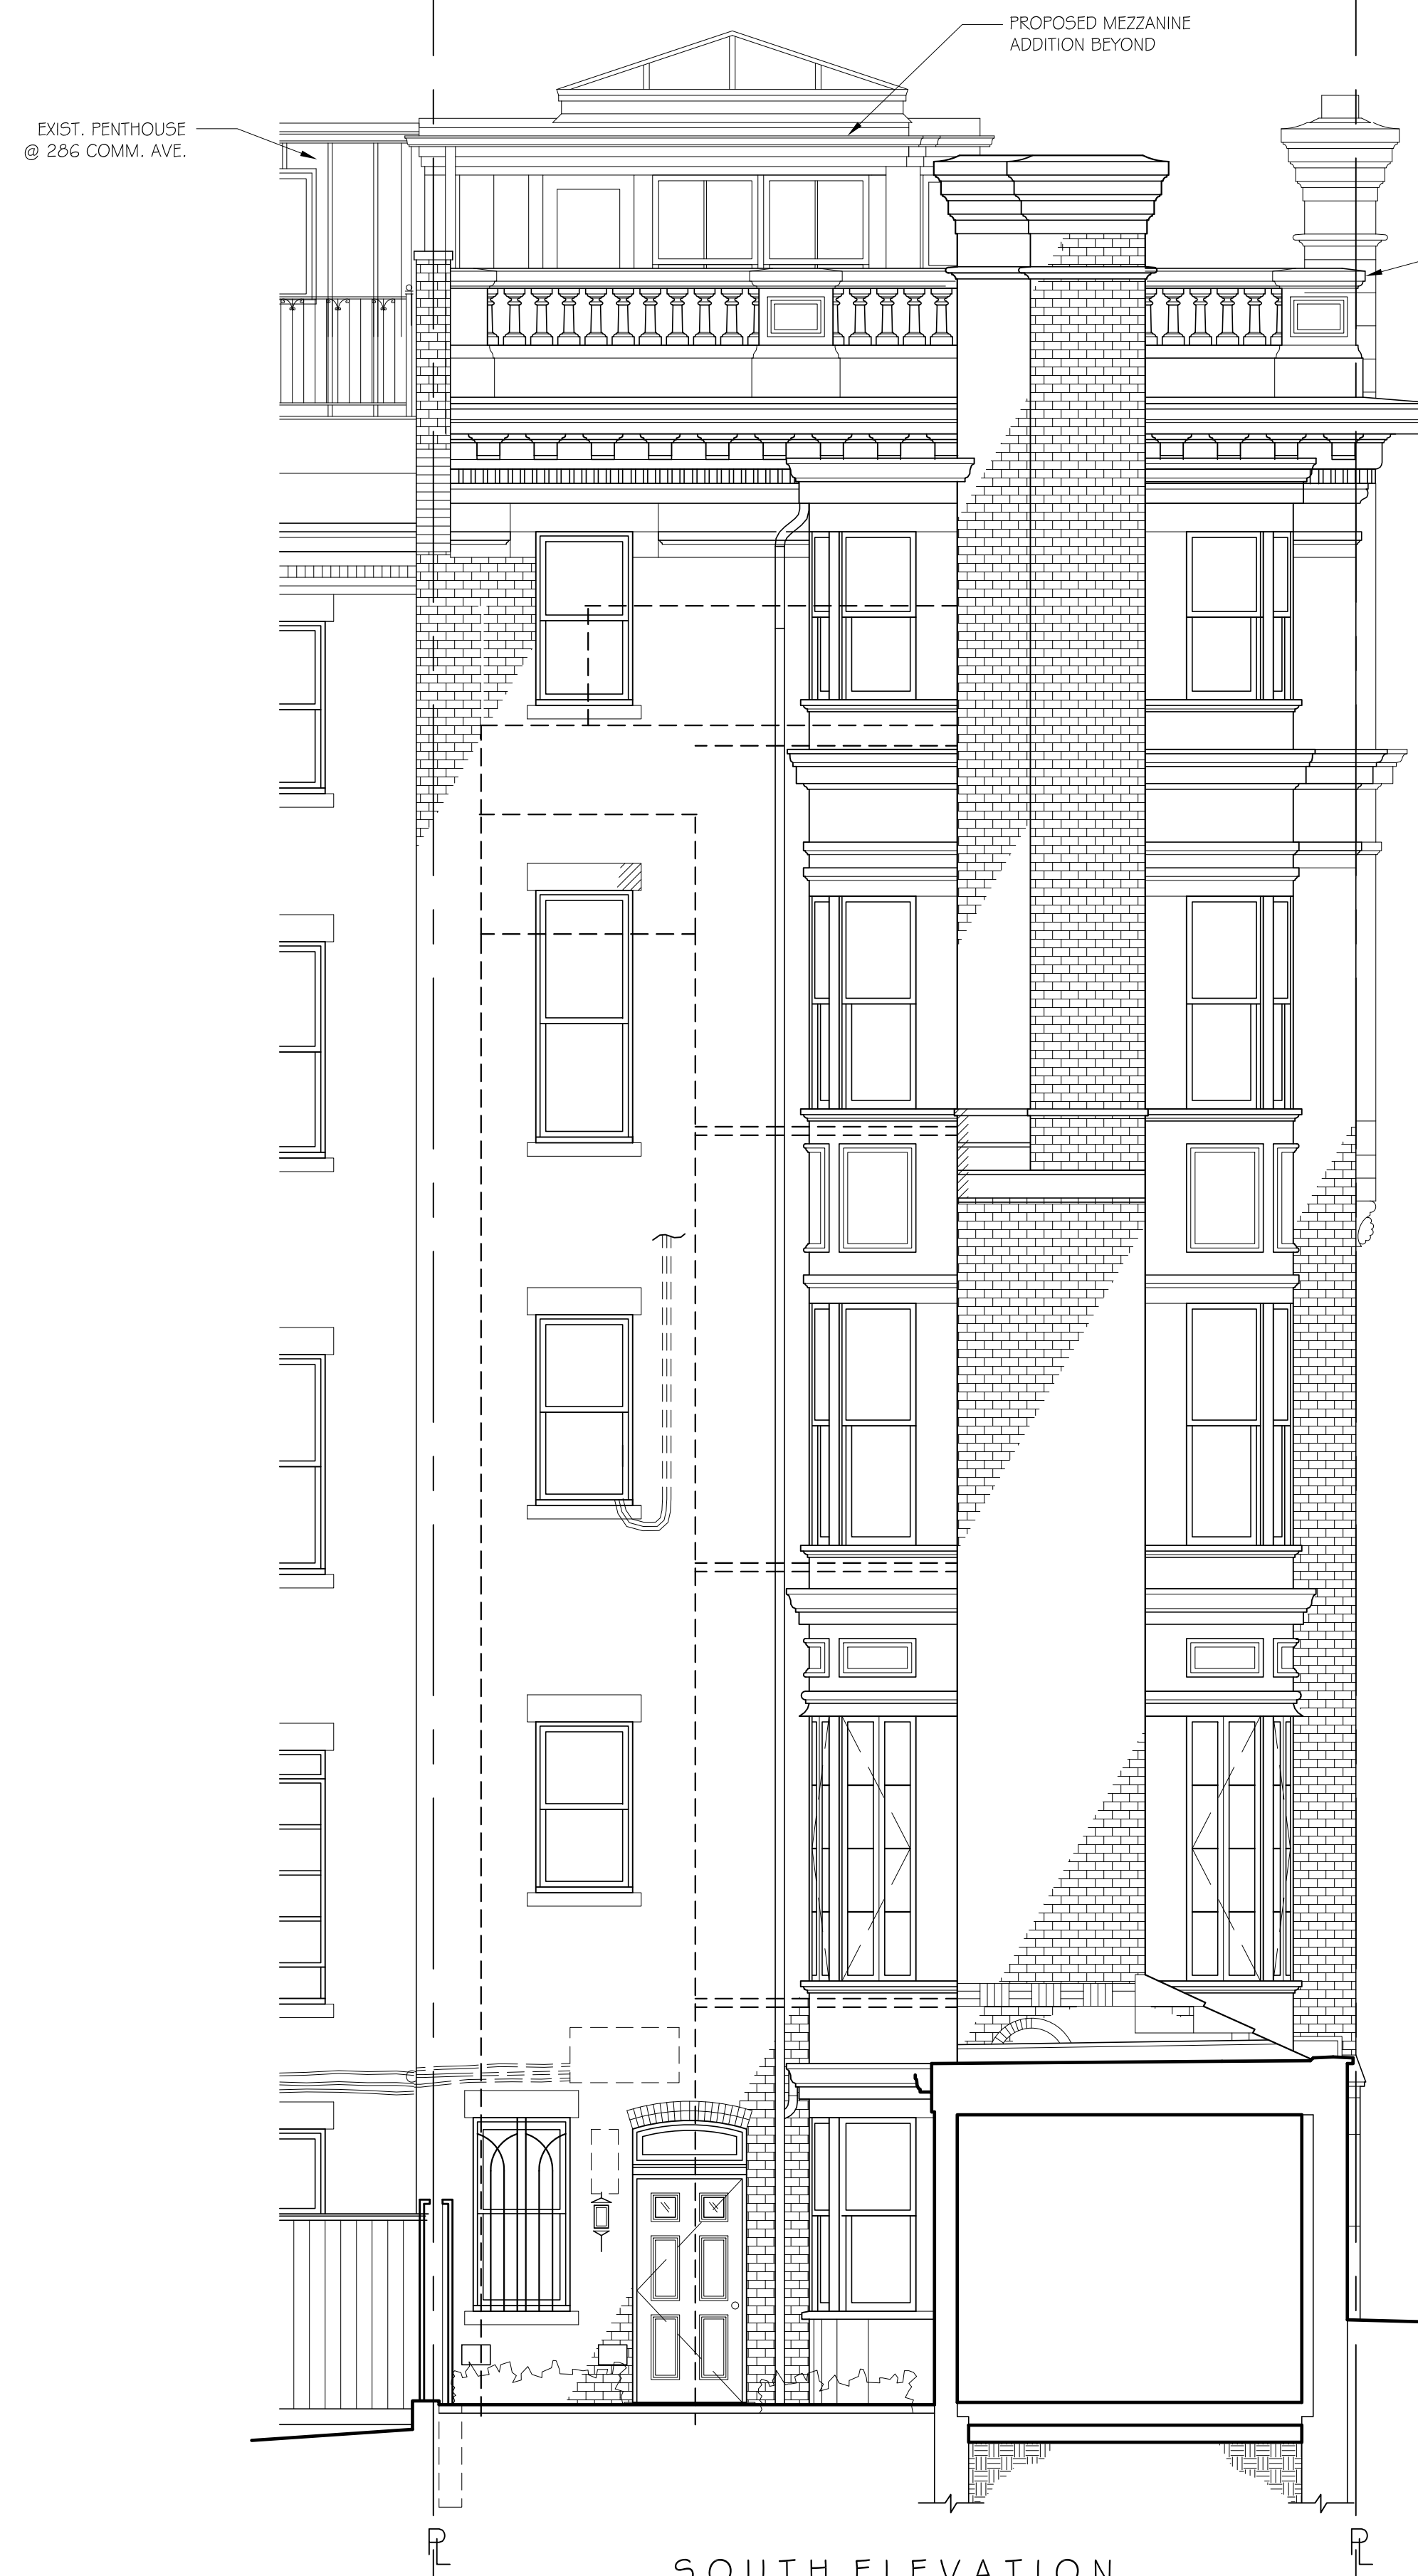 PROPOSED MEZZANINE
ADDITION BEYOND
EXIST. PENTHOUSE
@ 286 COMM. AVE.
PL
PL
SOUTH ELEVATION